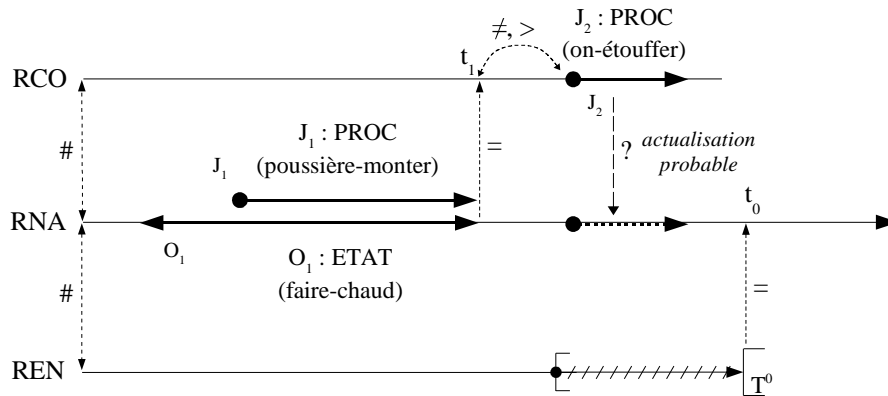 ≠, >
J₂ : PROC
(on-étouffer)
t₁
RCO
J₂
J₁ : PROC
(poussière-monter)
#
J₁
=
?
actualisation
probable
t₀
RNA
O₁
O₁ : ETAT
(faire-chaud)
#
=
REN
T⁰